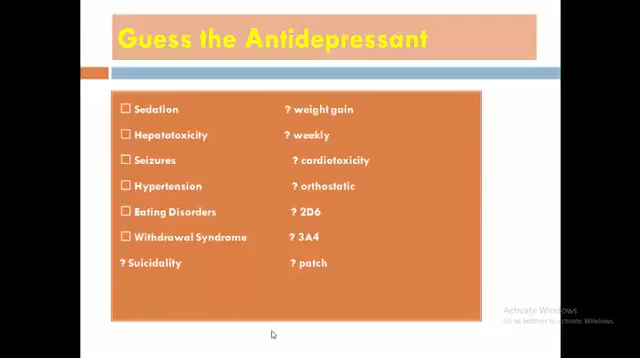 Guess the Antidepressant
☐ Sedation ? weight gain
☐ Hepatotoxicity ? weekly
☐ Seizures ? cardiotoxicity
☐ Hypertension ? orthostatic
☐ Eating Disorders ? 2D6
☐ Withdrawal Syndrome ? 3A4
? Suicidality ? patch
Activate Windows
Go to Settings to activate Windows.